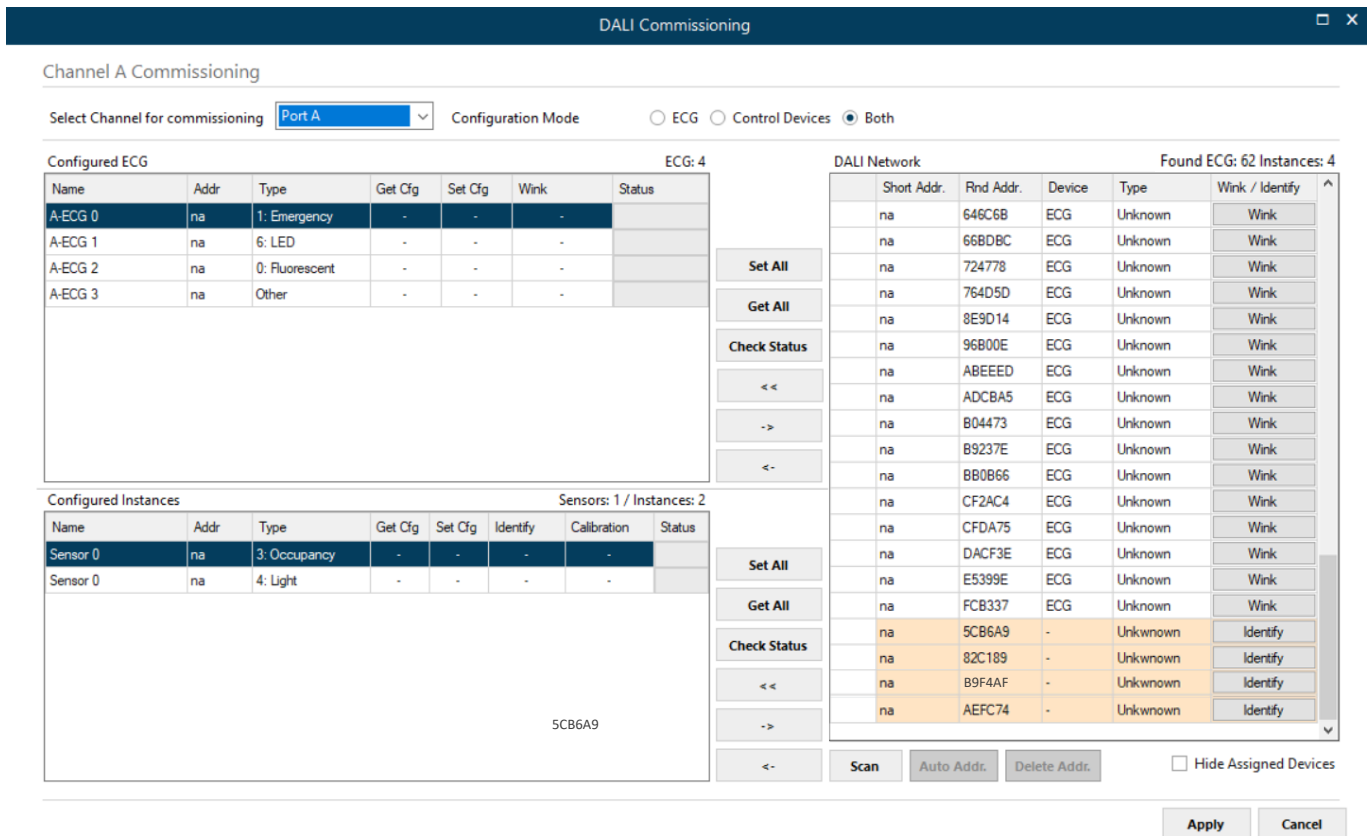 DALI Commissioning
Channel A Commissioning
Select Channel for commissioning Port A Configuration Mode ECG Control Devices Both
Configured ECG ECG: 4
Name Addr Type Get Cfg Set Cfg Wink Status
A-ECG 0 na 1: Emergency - - -
A-ECG 1 na 6: LED - - -
A-ECG 2 na 0: Fluorescent - - -
A-ECG 3 na Other - - -
Set All
Get All
Check Status
<<
->
<-
Configured Instances Sensors: 1 / Instances: 2
Name Addr Type Get Cfg Set Cfg Identify Calibration Status
Sensor 0 na 3: Occupancy - - - -
Sensor 0 na 4: Light - - - -
5CB6A9
Set All
Get All
Check Status
<<
->
<-
DALI Network Found ECG: 62 Instances: 4
Short Addr. Rnd Addr. Device Type Wink / Identify
na 646C6B ECG Unknown Wink
na 66BDBC ECG Unknown Wink
na 724778 ECG Unknown Wink
na 764D5D ECG Unknown Wink
na 8E9D14 ECG Unknown Wink
na 96B00E ECG Unknown Wink
na ABEEED ECG Unknown Wink
na ADCBA5 ECG Unknown Wink
na B04473 ECG Unknown Wink
na B9237E ECG Unknown Wink
na BB0B66 ECG Unknown Wink
na CF2AC4 ECG Unknown Wink
na CFDA75 ECG Unknown Wink
na DACF3E ECG Unknown Wink
na E5399E ECG Unknown Wink
na FCB337 ECG Unknown Wink
na 5CB6A9 - Unkwnown Identify
na 82C189 - Unkwnown Identify
na B9F4AF - Unkwnown Identify
na AEFC74 - Unkwnown Identify
Scan Auto Addr. Delete Addr. Hide Assigned Devices
Apply Cancel